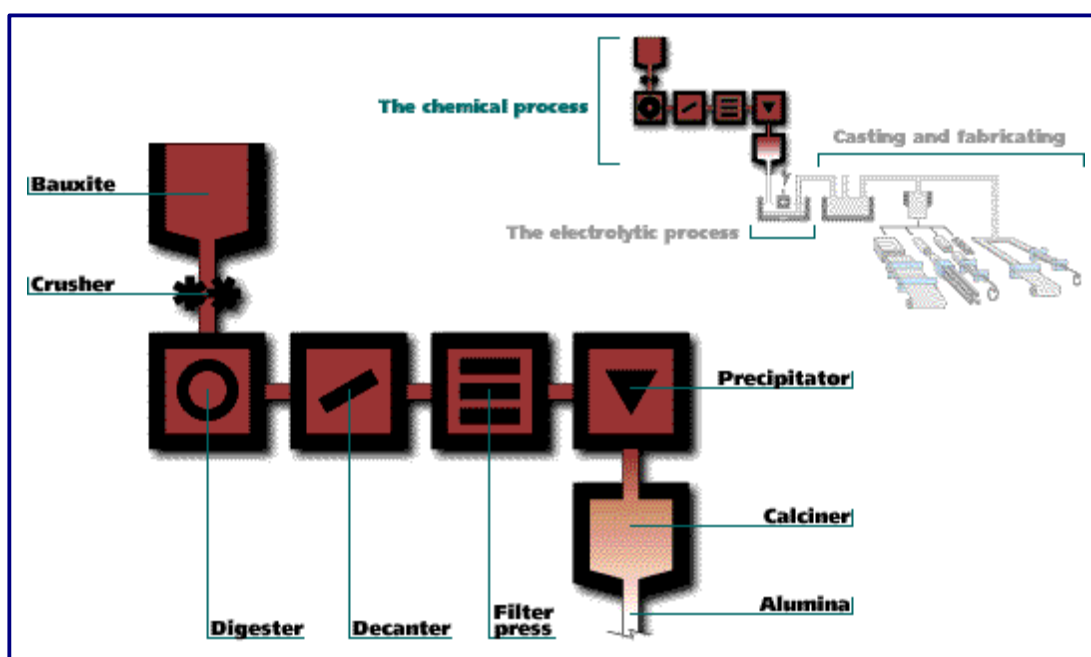 The chemical process
Casting and fabricating
Bauxite
The electrolytic process
Crusher
Precipitator
Calciner
Alumina
Digester
Decanter
Filter
press